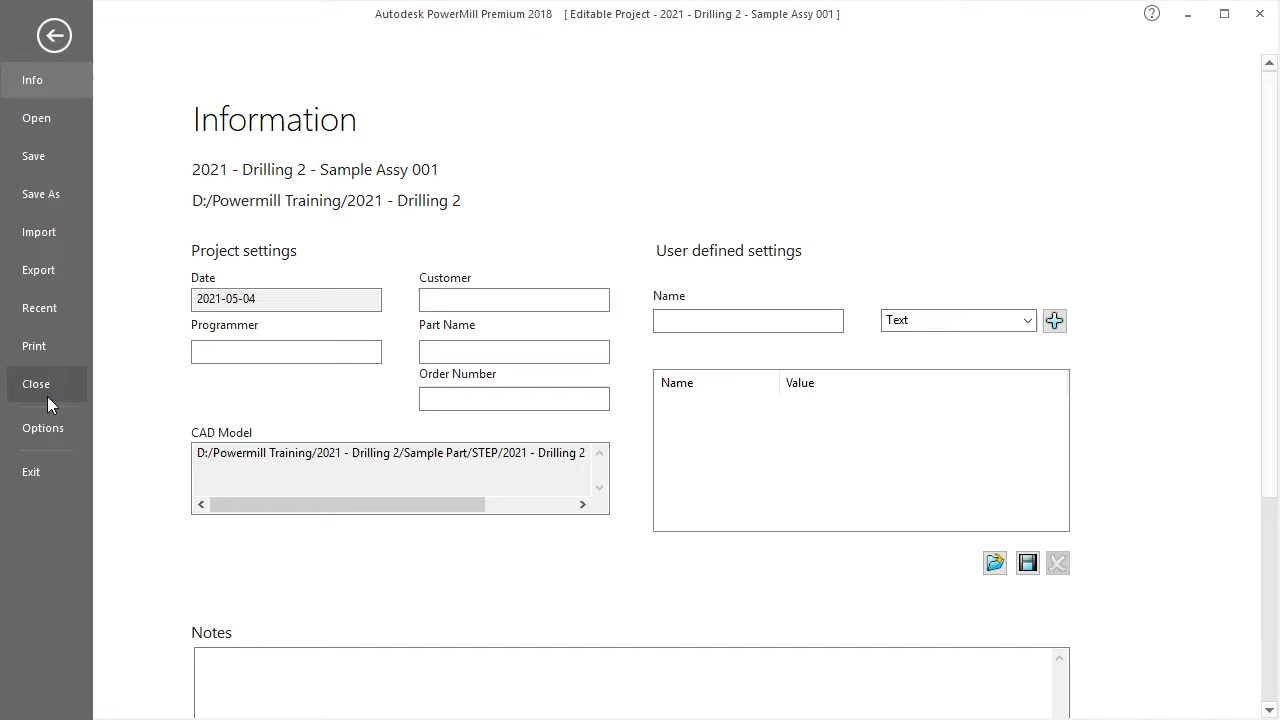 Autodesk PowerMill Premium 2018 [ Editable Project - 2021 - Drilling 2 - Sample Assy 001 ]
Info
Open
Save
Save As
Import
Export
Recent
Print
Close
Options
Exit
Information
2021 - Drilling 2 - Sample Assy 001
D:/Powermill Training/2021 - Drilling 2
Project settings
Date
2021-05-04
Customer
Programmer
Part Name
Order Number
CAD Model
D:/Powermill Training/2021 - Drilling 2/Sample Part/STEP/2021 - Drilling 2
User defined settings
Name
Text
Name Value
Notes